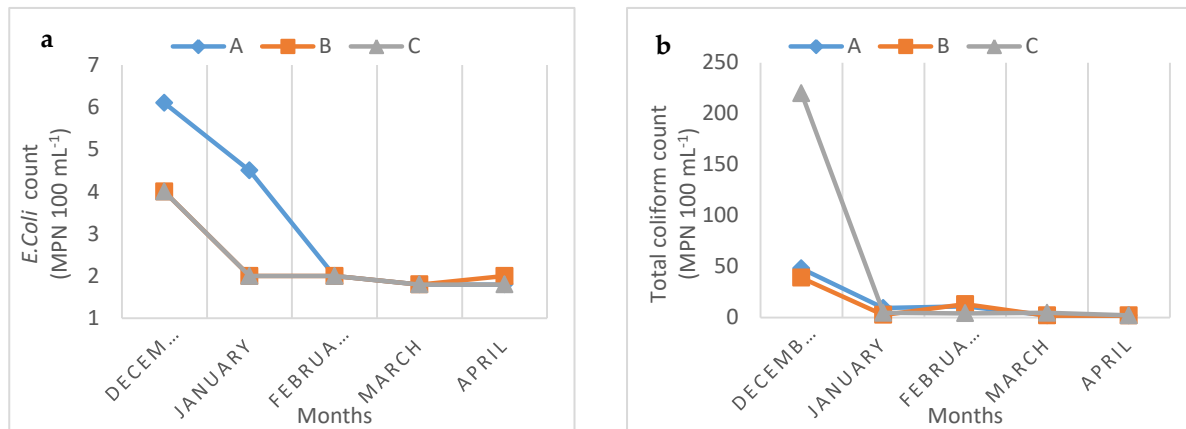 a
A B C
7
6
5
4
3
2
1
E.Coli count
(MPN 100 mL⁻¹)
DECEM…
JANUARY
FEBRUA…
MARCH
APRIL
Months
b
A B C
250
200
150
100
50
0
Total coliform count
(MPN 100 mL⁻¹)
DECEMB…
JANUARY
FEBRUA…
MARCH
APRIL
Months